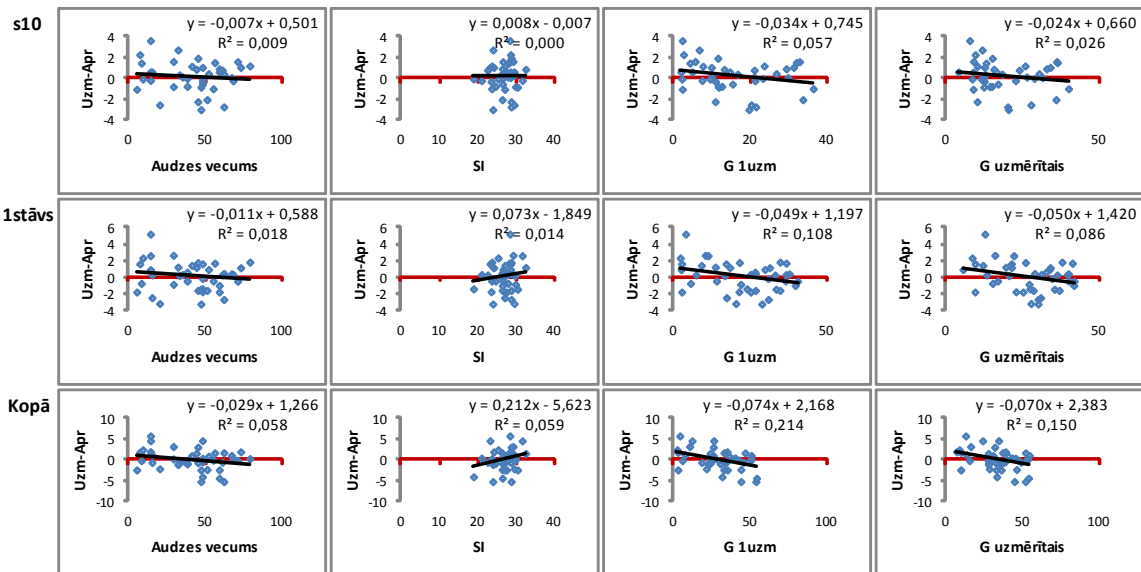 s10
y = -0,007x + 0,501
R² = 0,009
Uzm-Apr
4
2
0
-2
-4
0 50 100
Audzes vecums
y = 0,008x - 0,007
R² = 0,000
Uzm-Apr
4
2
0
-2
-4
0 10 20 30 40
SI
y = -0,034x + 0,745
R² = 0,057
Uzm-Apr
4
2
0
-2
-4
0 20 40
G 1uzm
y = -0,024x + 0,660
R² = 0,026
Uzm-Apr
4
2
0
-2
-4
0 50
G uzmērītais
1stāvs
y = -0,011x + 0,588
R² = 0,018
Uzm-Apr
6
4
2
0
-2
-4
0 50 100
Audzes vecums
y = 0,073x - 1,849
R² = 0,014
Uzm-Apr
6
4
2
0
-2
-4
0 10 20 30 40
SI
y = -0,049x + 1,197
R² = 0,108
Uzm-Apr
6
4
2
0
-2
-4
0 50
G 1uzm
y = -0,050x + 1,420
R² = 0,086
Uzm-Apr
6
4
2
0
-2
-4
0 50
G uzmērītais
Kopā
y = -0,029x + 1,266
R² = 0,058
Uzm-Apr
10
5
0
-5
-10
0 50 100
Audzes vecums
y = 0,212x - 5,623
R² = 0,059
Uzm-Apr
10
5
0
-5
-10
0 10 20 30 40
SI
y = -0,074x + 2,168
R² = 0,214
Uzm-Apr
10
5
0
-5
-10
0 50 100
G 1uzm
y = -0,070x + 2,383
R² = 0,150
Uzm-Apr
10
5
0
-5
-10
0 50 100
G uzmērītais